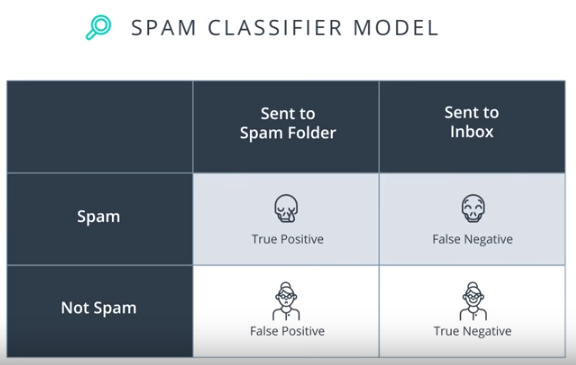 SPAM CLASSIFIER MODEL
Sent to
Spam Folder
Sent to
Inbox
Spam
True Positive
False Negative
Not Spam
False Positive
True Negative